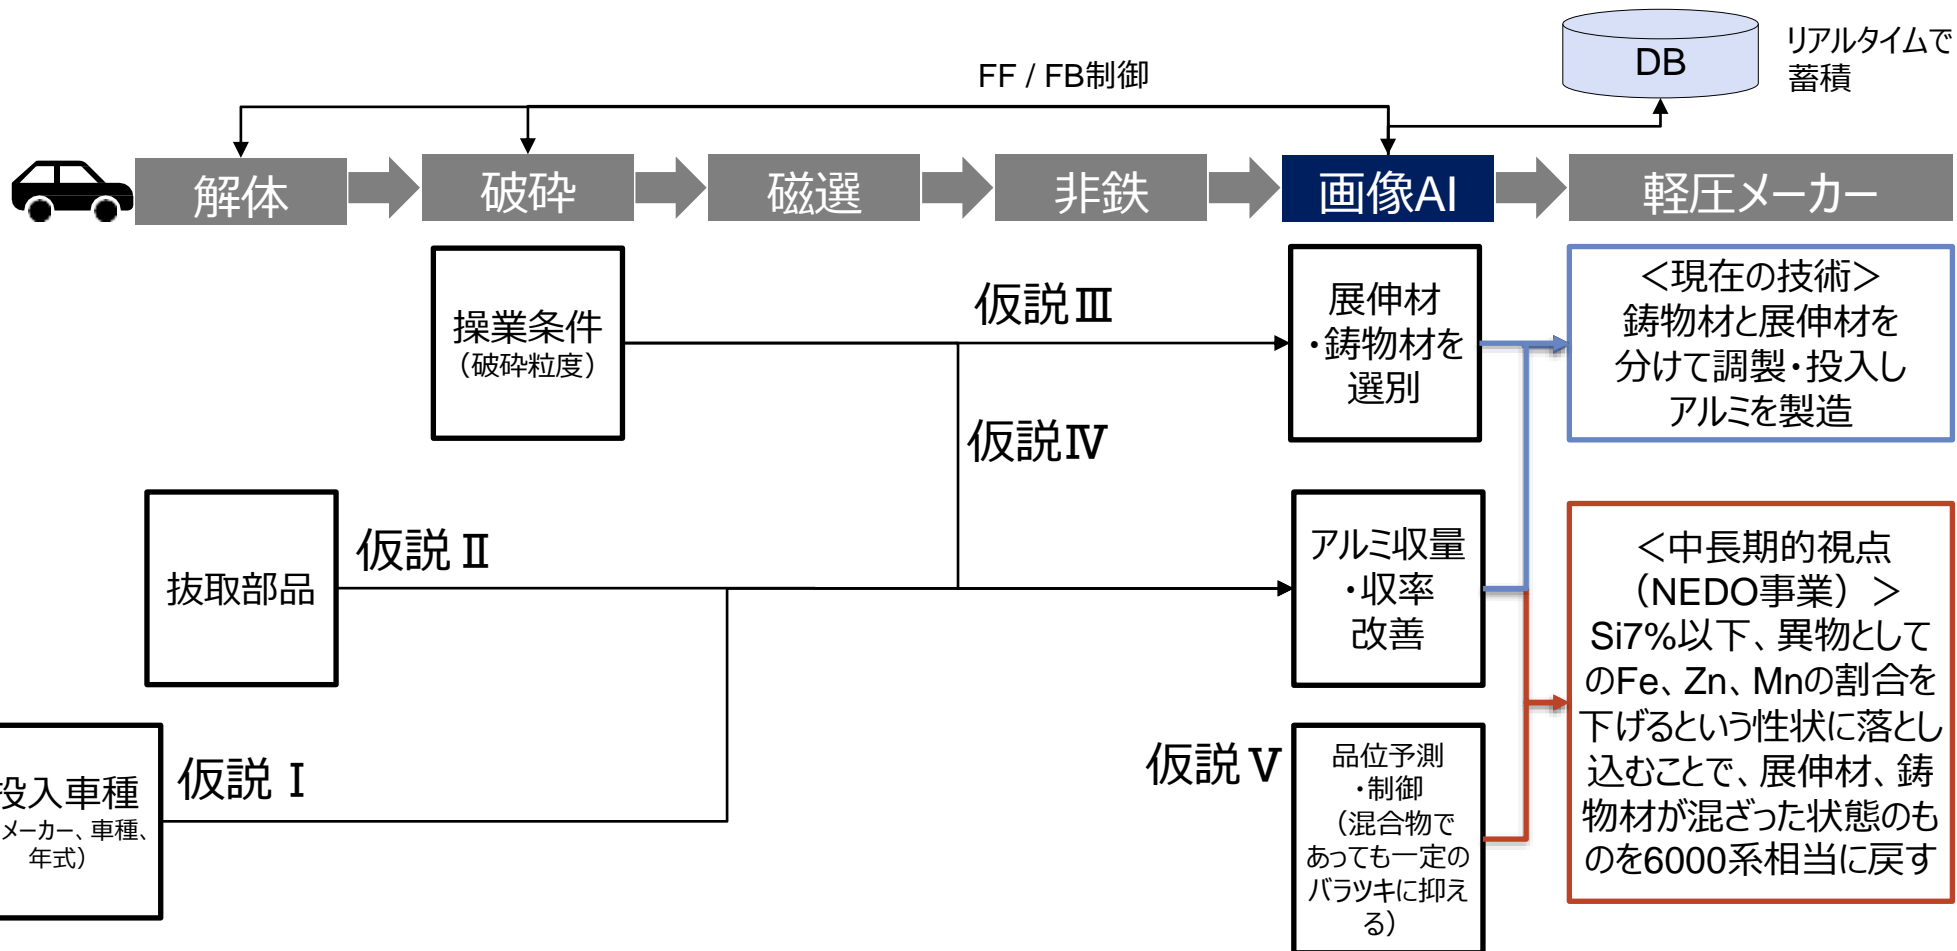 DB
リアルタイムで
蓄積
FF / FB制御
解体
破砕
磁選
非鉄
画像AI
軽圧メーカー
操業条件
（破砕粒度）
仮説Ⅲ
展伸材
・鋳物材を
選別
＜現在の技術＞
鋳物材と展伸材を
分けて調製・投入し
アルミを製造
仮説Ⅳ
抜取部品
仮説Ⅱ
アルミ収量
・収率
改善
＜中長期的視点
（NEDO事業）＞
Si7%以下、異物として
のFe、Zn、Mnの割合を
下げるという性状に落とし
込むことで、展伸材、鋳
物材が混ざった状態のも
のを6000系相当に戻す
投入車種
メーカー、車種、
年式）
仮説Ⅰ
仮説Ⅴ
品位予測
・制御
（混合物で
あっても一定の
バラツキに抑え
る）